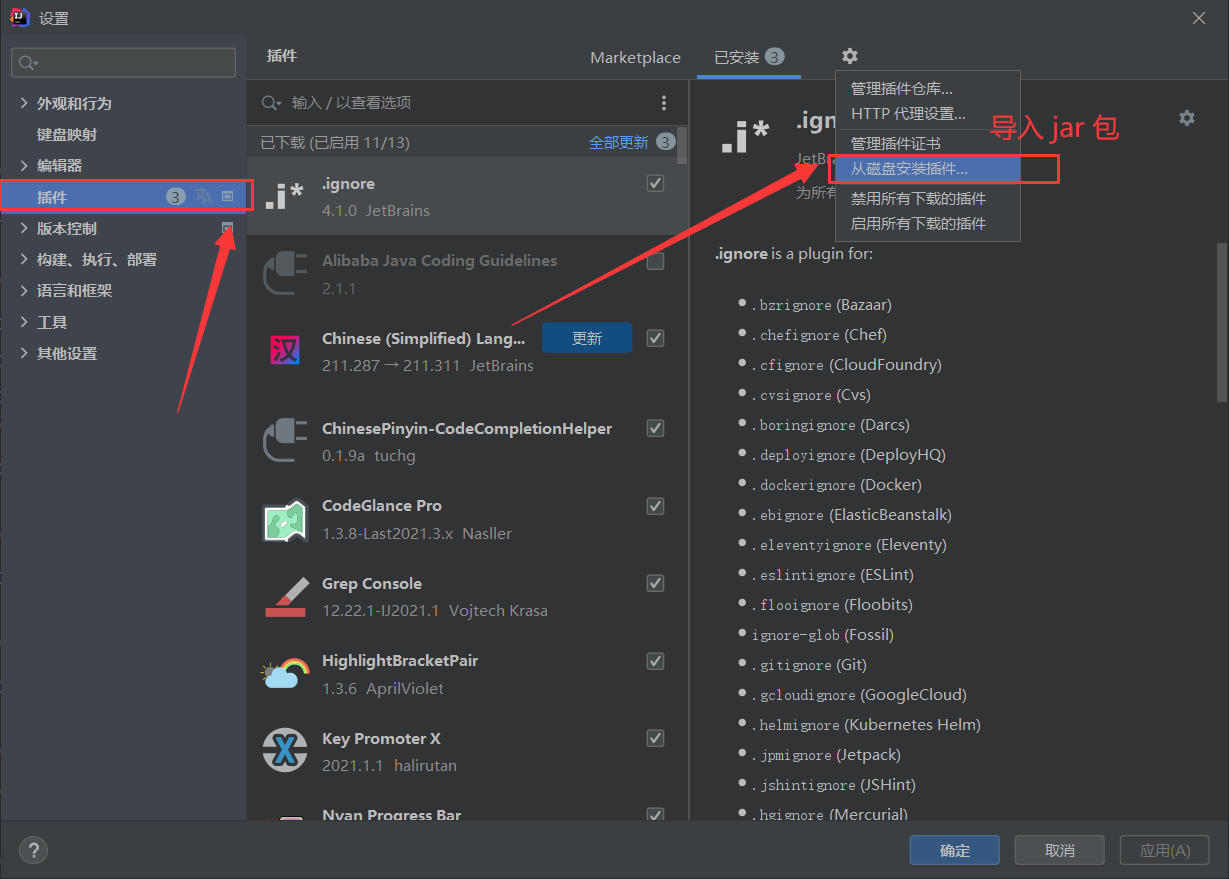 设置
外观和行为
键盘映射
编辑器
插件 3
版本控制
构建、执行、部署
语言和框架
工具
其他设置
插件
Marketplace
已安装 3
输入 / 以查看选项
已下载 (已启用 11/13)
全部更新 3
.ignore
4.1.0 JetBrains
Alibaba Java Coding Guidelines
2.1.1
Chinese (Simplified) Lang...
更新
211.287 → 211.311 JetBrains
ChinesePinyin-CodeCompletionHelper
0.1.9a tuchg
CodeGlance Pro
1.3.8-Last2021.3.x Nasller
Grep Console
12.22.1-IJ2021.1 Vojtech Krasa
HighlightBracketPair
1.3.6 AprilViolet
Key Promoter X
2021.1.1 halirutan
Nyan Progress Bar
管理插件仓库...
HTTP 代理设置...
管理插件证书
从磁盘安装插件...
禁用所有下载的插件
启用所有下载的插件
导入 jar 包
.i*
.ign
JetBra
为所有
.ignore is a plugin for:
.bzrignore (Bazaar)
.chefignore (Chef)
.cfignore (CloudFoundry)
.cvsignore (Cvs)
.boringignore (Darcs)
.deployignore (DeployHQ)
.dockerignore (Docker)
.ebignore (ElasticBeanstalk)
.eleventyignore (Eleventy)
.eslintignore (ESLint)
.flooignore (Floobits)
ignore-glob (Fossil)
.gitignore (Git)
.gcloudignore (GoogleCloud)
.helmignore (Kubernetes Helm)
.jpmignore (Jetpack)
.jshintignore (JSHint)
.hgignore (Mercurial)
?
确定
取消
应用(A)